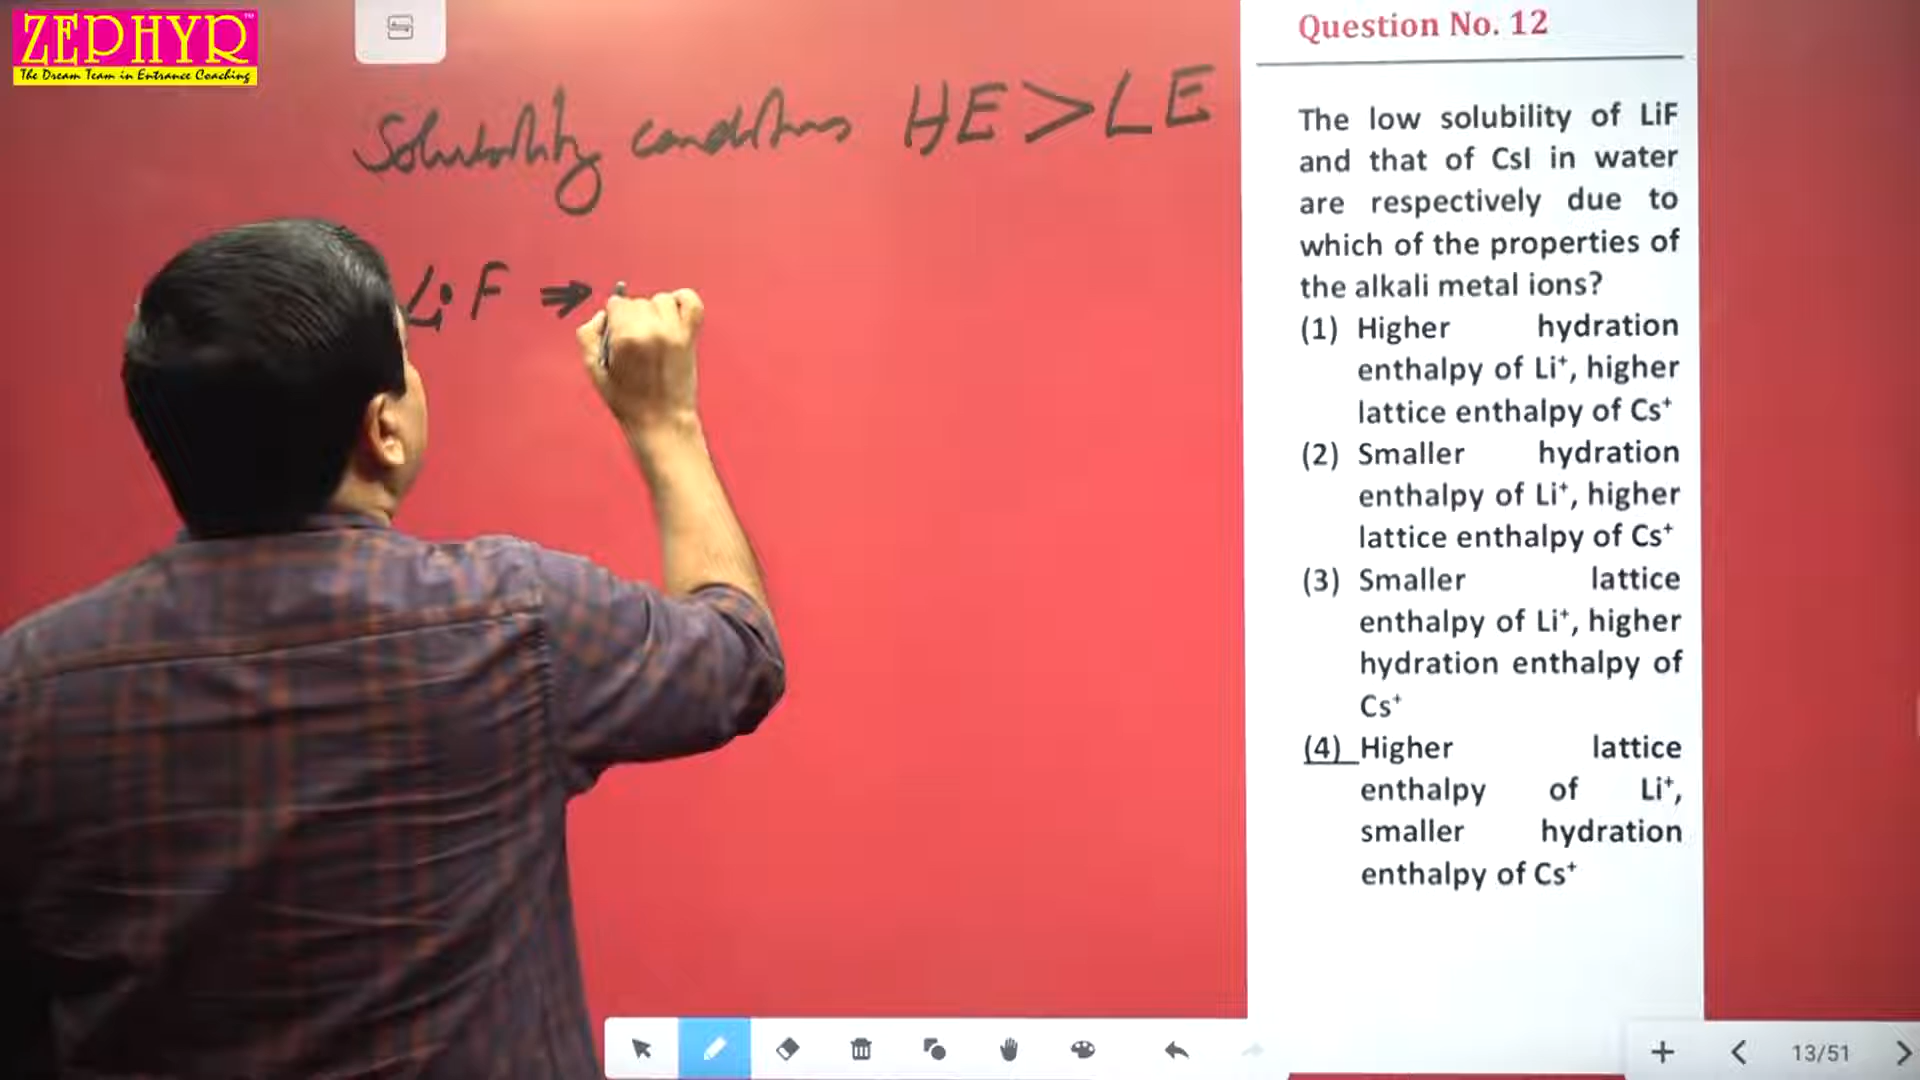 ZEPHYR™
The Dream Team in Entrance Coaching
Solubility conditions HE > LE
LiF ⇒
Question No. 12
The low solubility of LiF
and that of CsI in water
are respectively due to
which of the properties of
the alkali metal ions?
(1) Higher hydration
enthalpy of Li⁺, higher
lattice enthalpy of Cs⁺
(2) Smaller hydration
enthalpy of Li⁺, higher
lattice enthalpy of Cs⁺
(3) Smaller lattice
enthalpy of Li⁺, higher
hydration enthalpy of
Cs⁺
(4) Higher lattice
enthalpy of Li⁺,
smaller hydration
enthalpy of Cs⁺
13/51